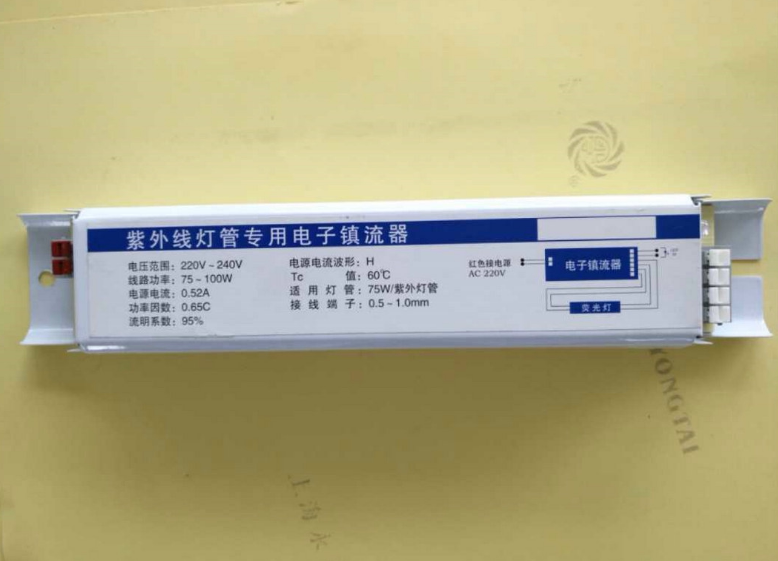 紫外线灯管专用电子镇流器
电压范围：220V~240V
线路功率：75~100W
电源电流：0.52A
功率因数：0.65C
流明系数：95%
电源电流波形：H
Tc 值：60℃
适用灯管：75W/紫外灯管
接线端子：0.5~1.0mm
红色接电源
AC 220V
电子镇流器
荧光灯
YONGTAI
上海永